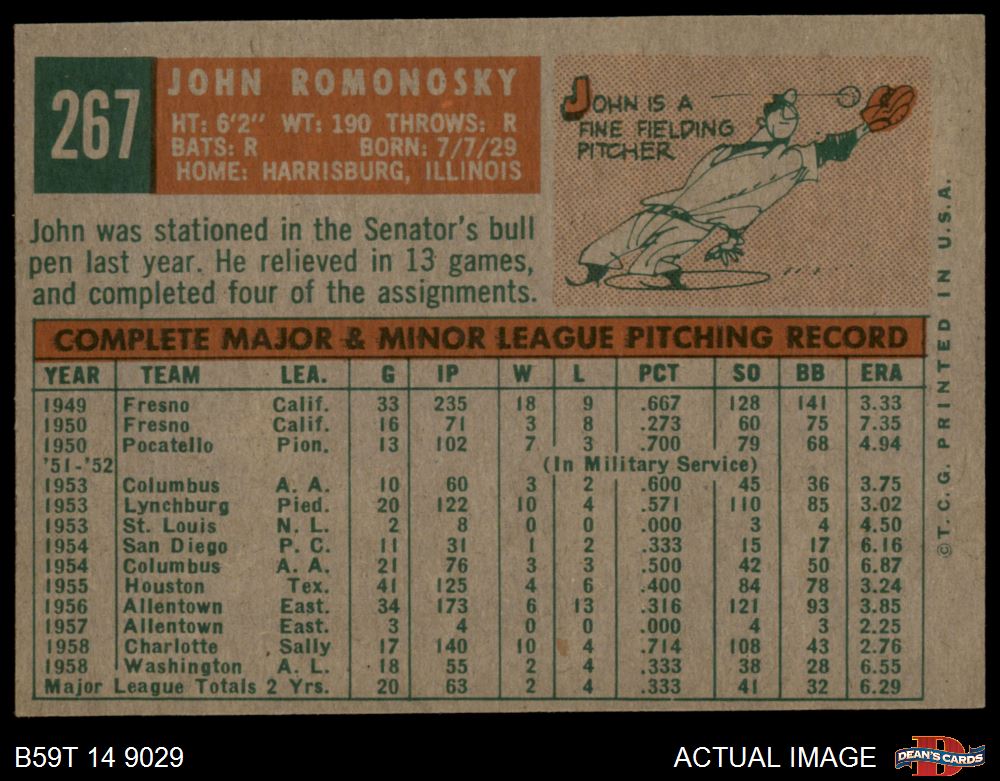 267
JOHN ROMONOSKY
HT: 6'2" WT: 190 THROWS: R
BATS: R BORN: 7/7/29
HOME: HARRISBURG, ILLINOIS
JOHN IS A
FINE FIELDING
PITCHER
John was stationed in the Senator's bull
pen last year. He relieved in 13 games,
and completed four of the assignments.
COMPLETE MAJOR & MINOR LEAGUE PITCHING RECORD
YEAR TEAM LEA. G IP W L PCT SO BB ERA
1949 Fresno Calif. 33 235 18 9 .667 128 141 3.33
1950 Fresno Calif. 16 71 3 8 .273 60 75 7.35
1950 Pocatello Pion. 13 102 7 3 .700 79 68 4.94
'51-'52 (In Military Service)
1953 Columbus A. A. 10 60 3 2 .600 45 36 3.75
1953 Lynchburg Pied. 20 122 10 4 .571 110 85 3.02
1953 St. Louis N. L. 2 8 0 0 .000 3 4 4.50
1954 San Diego P. C. 11 31 1 2 .333 15 17 6.16
1954 Columbus A. A. 21 76 3 3 .500 42 50 6.87
1955 Houston Tex. 41 125 4 6 .400 84 78 3.24
1956 Allentown East. 34 173 6 13 .316 121 93 3.85
1957 Allentown East. 3 4 0 0 .000 4 3 2.25
1958 Charlotte Sally 17 140 10 4 .714 108 43 2.76
1958 Washington A. L. 18 55 2 4 .333 38 28 6.55
Major League Totals 2 Yrs. 20 63 2 4 .333 41 32 6.29
© T. C. G. PRINTED IN U. S. A.
B59T 14 9029
ACTUAL IMAGE
DEAN'S CARDS